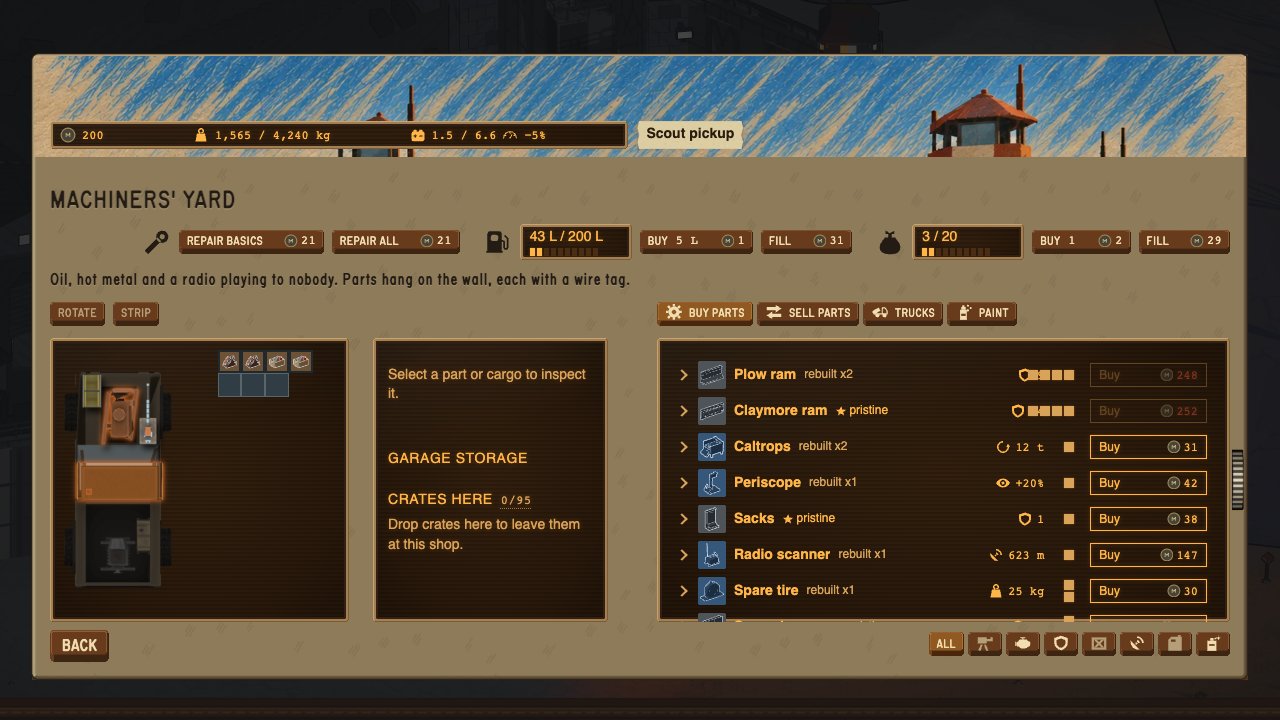 200 1,565 / 4,240 kg 1.5 / 6.6 -5% Scout pickup
MACHINERS' YARD
REPAIR BASICS 21 REPAIR ALL 21 43 L / 200 L BUY 5 L 1 FILL 31 3 / 20 BUY 1 2 FILL 29
Oil, hot metal and a radio playing to nobody. Parts hang on the wall, each with a wire tag.
ROTATE STRIP BUY PARTS SELL PARTS TRUCKS PAINT
Select a part or cargo to inspect
it.
GARAGE STORAGE
CRATES HERE 0/95
Drop crates here to leave them
at this shop.
Plow ram rebuilt x2 Buy 248
Claymore ram pristine Buy 252
Caltrops rebuilt x2 12 t Buy 31
Periscope rebuilt x1 +20% Buy 42
Sacks pristine 1 Buy 38
Radio scanner rebuilt x1 623 m Buy 147
Spare tire rebuilt x1 25 kg Buy 30
BACK ALL